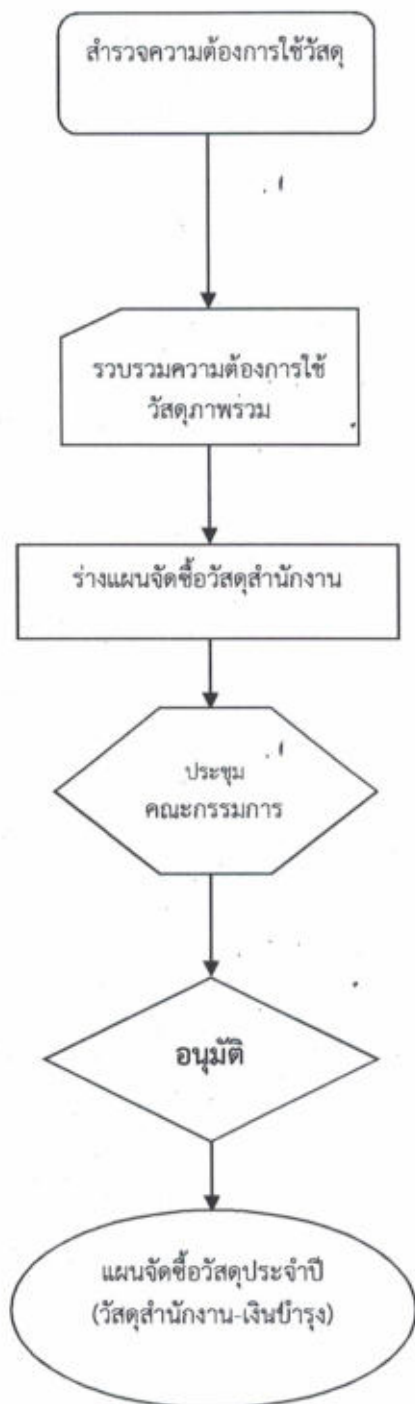 สำรวจความต้องการใช้วัสดุ
รวบรวมความต้องการใช้
วัสดุภาพรวม
ร่างแผนจัดซื้อวัสดุสำนักงาน
ประชุม
คณะกรรมการ
อนุมัติ
แผนจัดซื้อวัสดุประจำปี
(วัสดุสำนักงาน-เงินบำรุง)